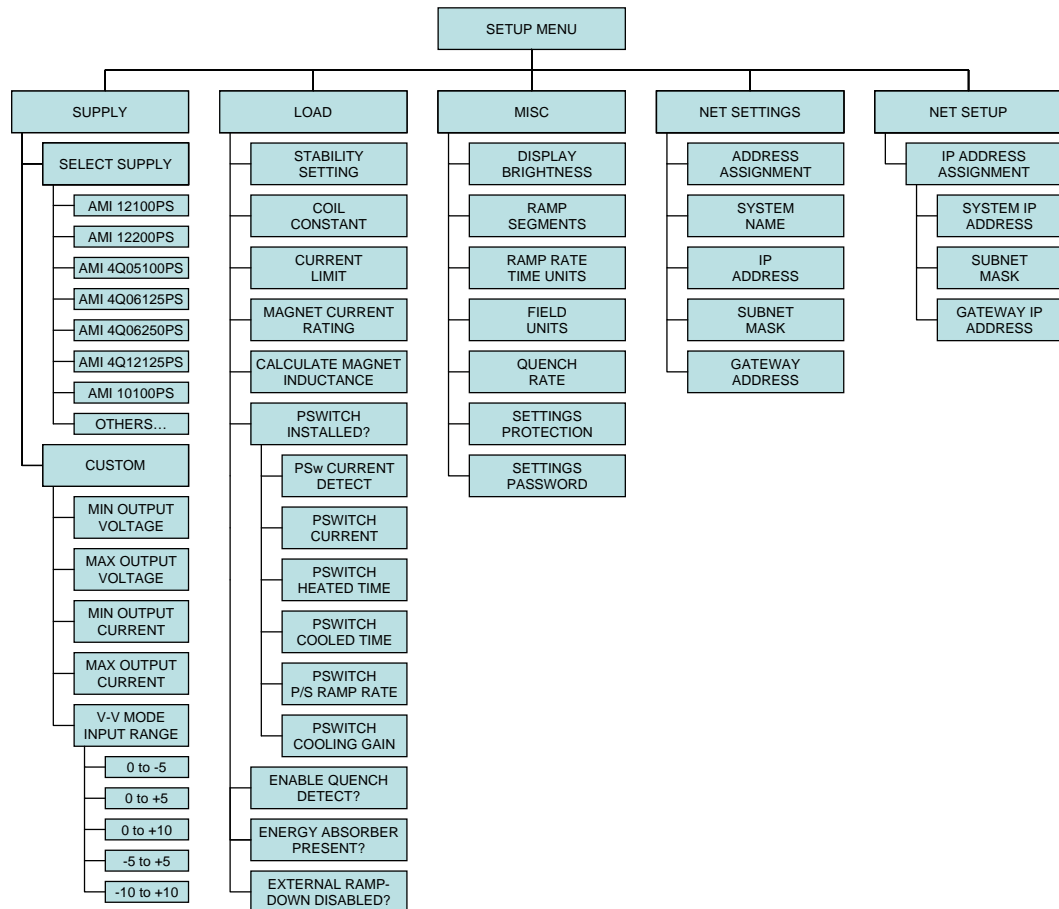 SETUP MENU
SUPPLY
SELECT SUPPLY
AMI 12100PS
AMI 12200PS
AMI 4Q05100PS
AMI 4Q06125PS
AMI 4Q06250PS
AMI 4Q12125PS
AMI 10100PS
OTHERS…
CUSTOM
MIN OUTPUT
VOLTAGE
MAX OUTPUT
VOLTAGE
MIN OUTPUT
CURRENT
MAX OUTPUT
CURRENT
V-V MODE
INPUT RANGE
0 to -5
0 to +5
0 to +10
-5 to +5
-10 to +10
LOAD
STABILITY
SETTING
COIL
CONSTANT
CURRENT
LIMIT
MAGNET CURRENT
RATING
CALCULATE MAGNET
INDUCTANCE
PSWITCH
INSTALLED?
PSw CURRENT
DETECT
PSWITCH
CURRENT
PSWITCH
HEATED TIME
PSWITCH
COOLED TIME
PSWITCH
P/S RAMP RATE
PSWITCH
COOLING GAIN
ENABLE QUENCH
DETECT?
ENERGY ABSORBER
PRESENT?
EXTERNAL RAMP-
DOWN DISABLED?
MISC
DISPLAY
BRIGHTNESS
RAMP
SEGMENTS
RAMP RATE
TIME UNITS
FIELD
UNITS
QUENCH
RATE
SETTINGS
PROTECTION
SETTINGS
PASSWORD
NET SETTINGS
ADDRESS
ASSIGNMENT
SYSTEM
NAME
IP
ADDRESS
SUBNET
MASK
GATEWAY
ADDRESS
NET SETUP
IP ADDRESS
ASSIGNMENT
SYSTEM IP
ADDRESS
SUBNET
MASK
GATEWAY IP
ADDRESS